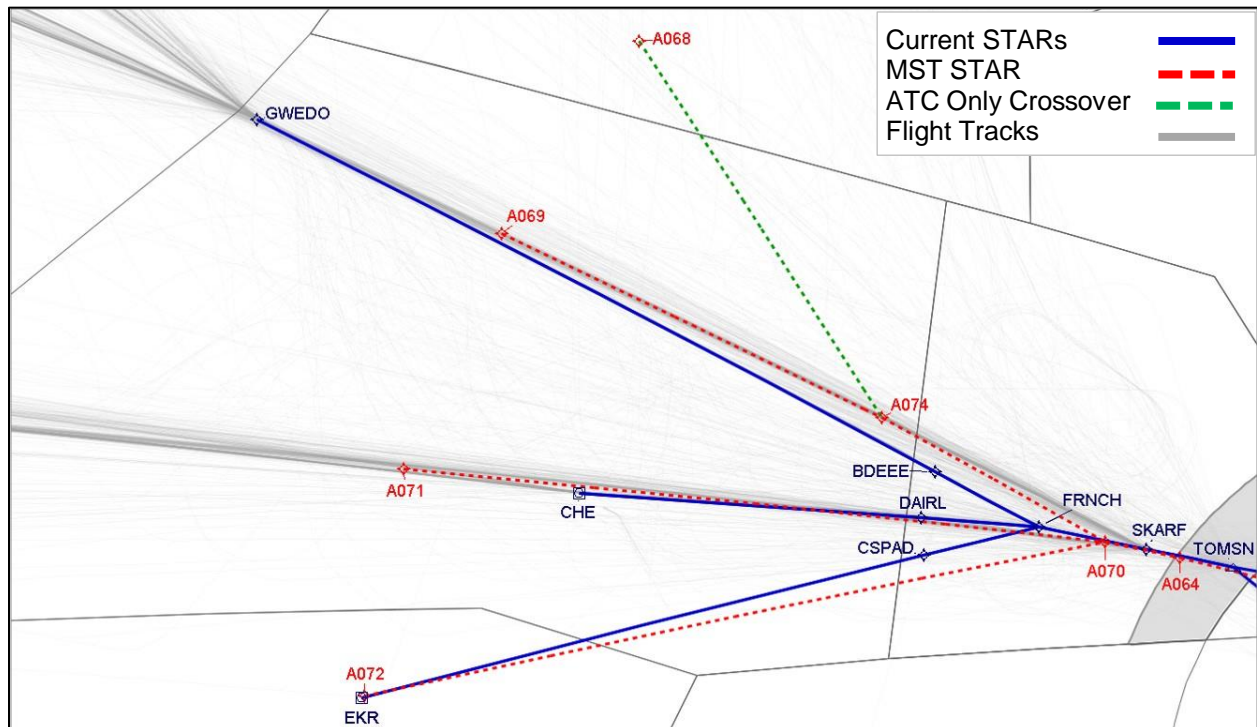 Current STARs
MST STAR
ATC Only Crossover
Flight Tracks
A068
GWEDO
A069
A074
BDEEE
A071
CHE
DAIRL
FRNCH
CSPAD
SKARF
TOMSN
A070
A064
A072
EKR